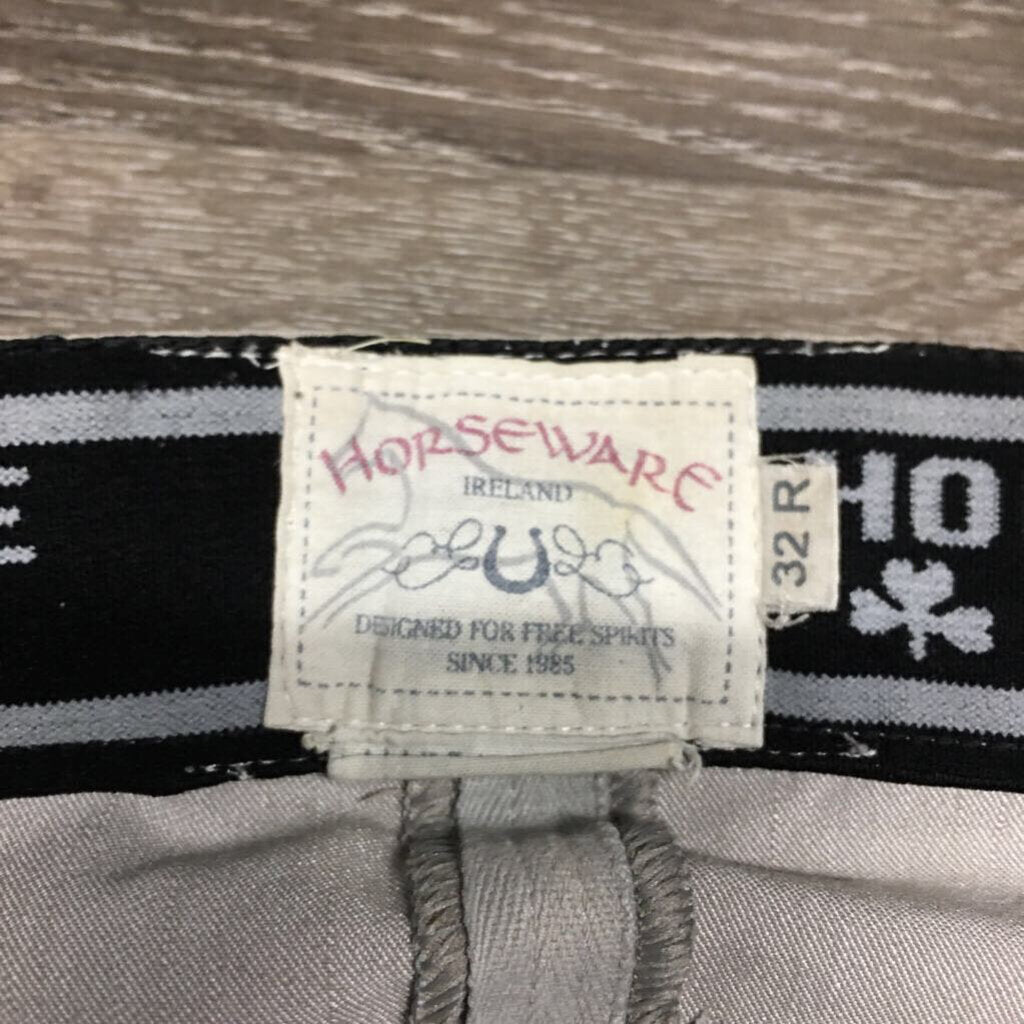 HORSEWARE
IRELAND
DESIGNED FOR FREE SPIRITS
SINCE 1985
32 R
HO
E